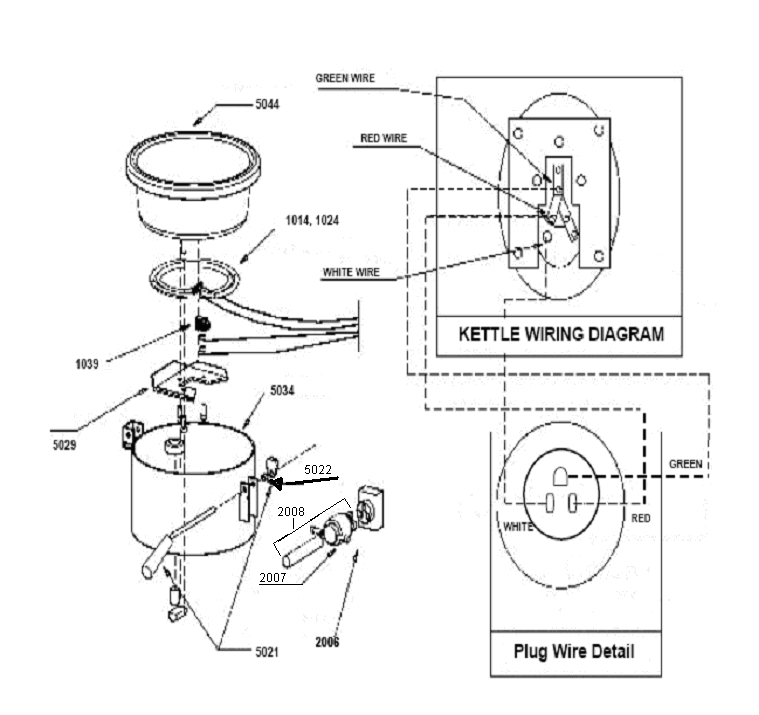 GREEN WIRE
5044
RED WIRE
1014, 1024
WHITE WIRE
KETTLE WIRING DIAGRAM
1039
5034
5029
5022
GREEN
2008
RED
WHITE
2007
2006
5021
Plug Wire Detail